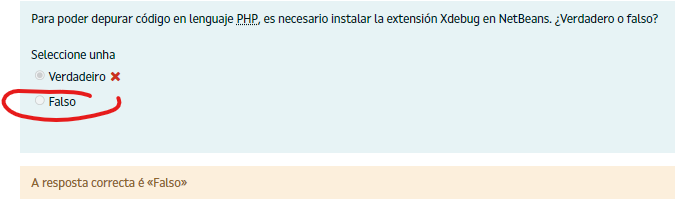 Para poder depurar código en lenguaje PHP, es necesario instalar la extensión Xdebug en NetBeans. ¿Verdadero o falso?
Seleccione unha
Verdadeiro
Falso
A resposta correcta é «Falso»